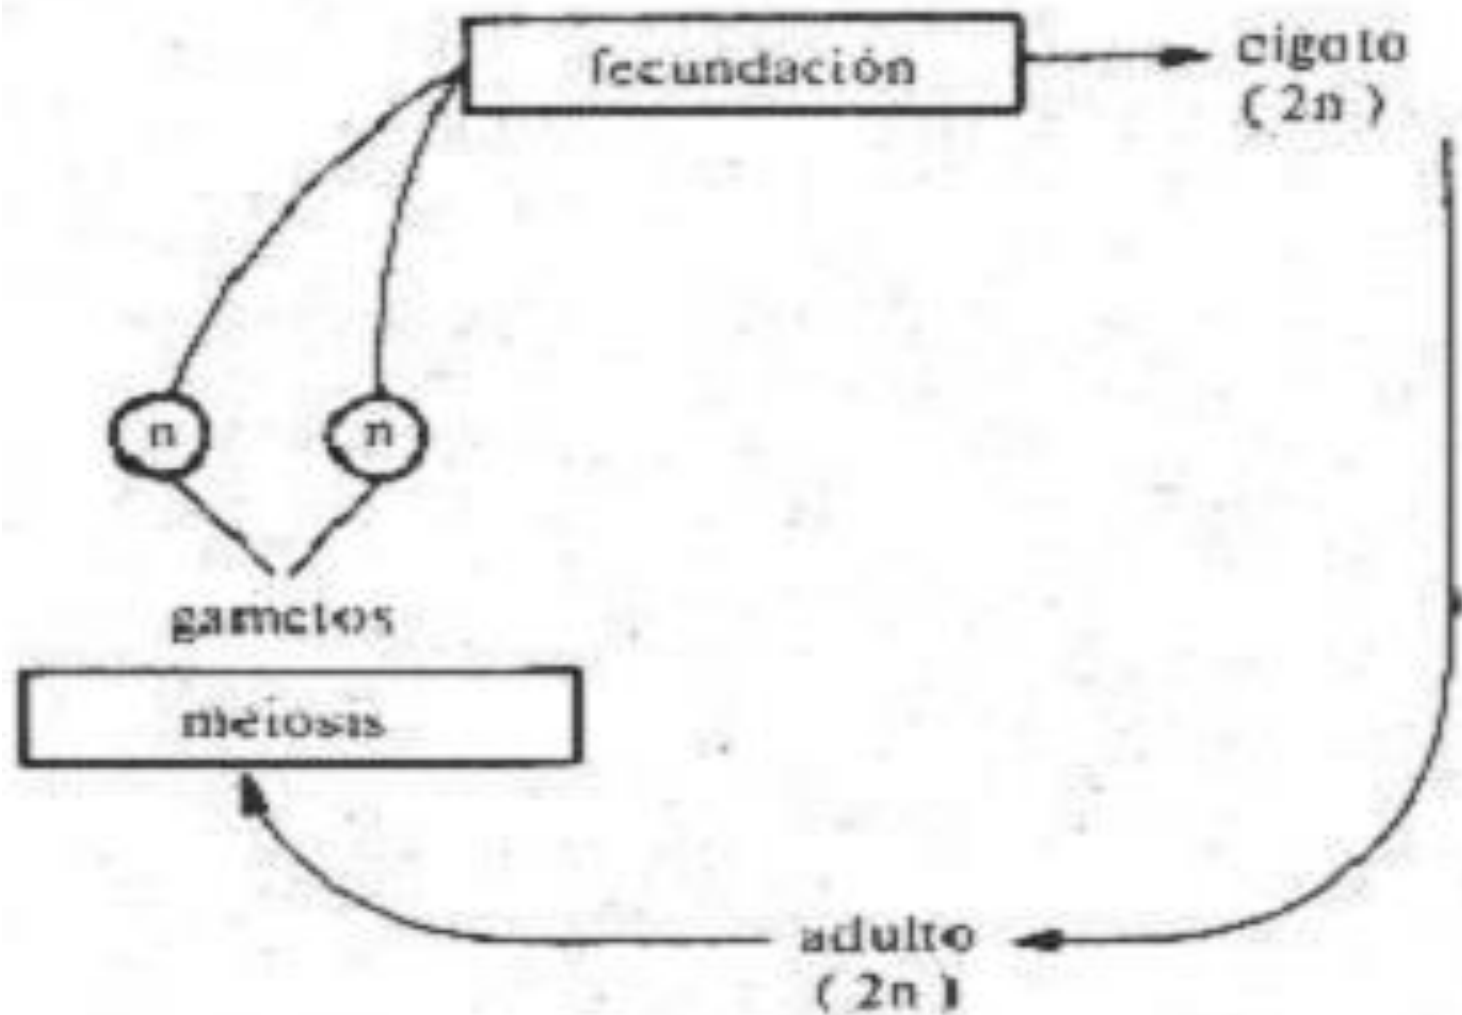 fecundación
cigoto
( 2n )
n
n
gametos
meiosis
adulto
( 2n )